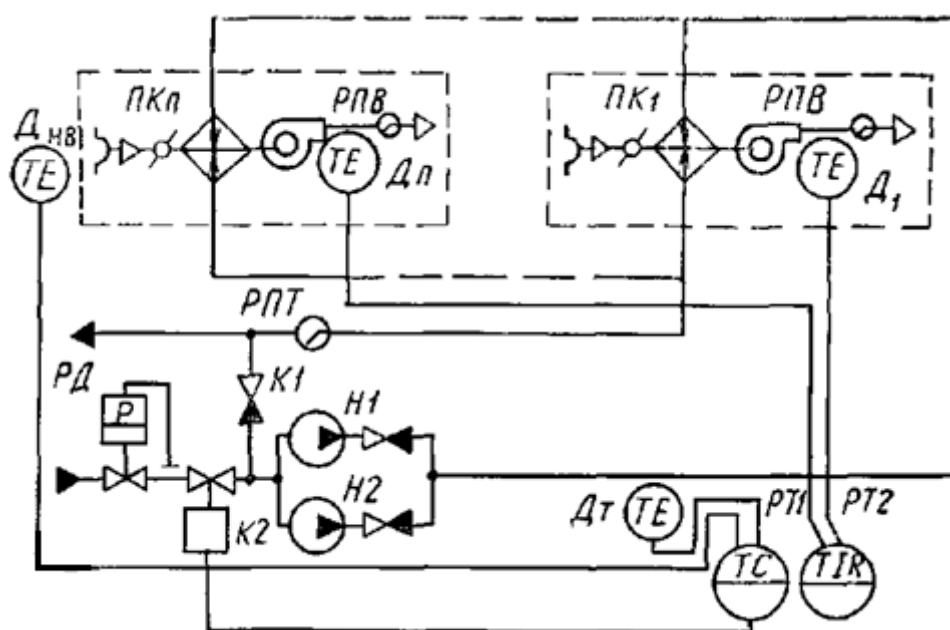 ПКп РПВ
ПК1 РПВ
Днв
TE
TE
Дп
TE
Д1
РПТ
РД
К1
P
Н1
Н2
К2
Дт
TE
РТ1
РТ2
TC
TIR